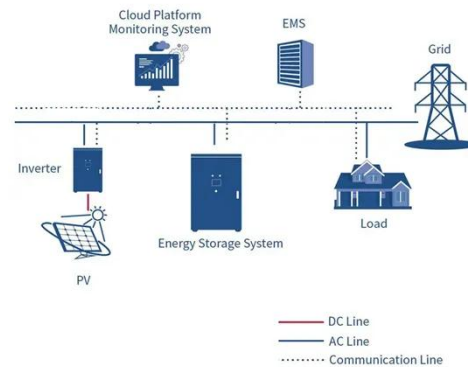 Cloud Platform
Monitoring System
EMS
Grid
Inverter
Energy Storage System
Load
PV
DC Line
AC Line
Communication Line